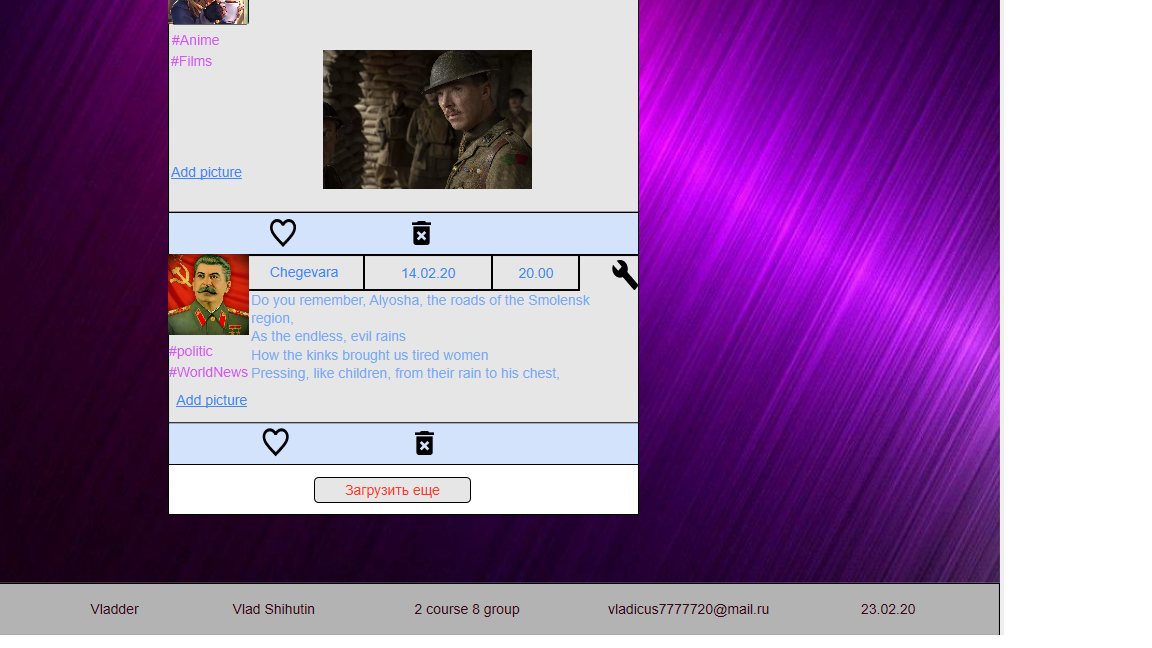 #Anime
#Films
Add picture
Chegevara 14.02.20 20.00
Do you remember, Alyosha, the roads of the Smolensk
region,
As the endless, evil rains
How the kinks brought us tired women
Pressing, like children, from their rain to his chest,
#politic
#WorldNews
Add picture
Загрузить еще
Vladder Vlad Shihutin 2 course 8 group vladicus7777720@mail.ru 23.02.20